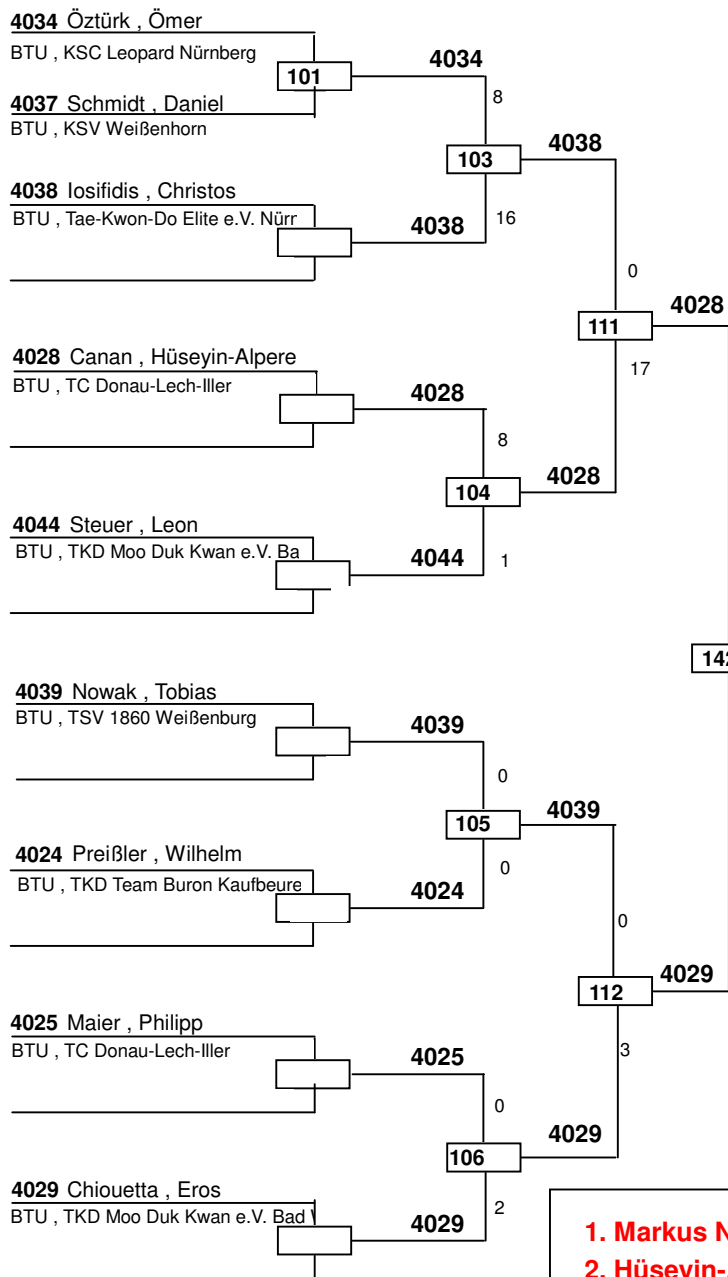 4034 Öztürk , Ömer
BTU , KSC Leopard Nürnberg
101
4034
4037 Schmidt , Daniel
BTU , KSV Weißenhorn
8
103
4038
4038 Iosifidis , Christos
BTU , Tae-Kwon-Do Elite e.V. Nürr
4038
16
0
111
4028
4028 Canan , Hüseyin-Alpere
BTU , TC Donau-Lech-Iller
4028
17
8
104
4028
4044 Steuer , Leon
BTU , TKD Moo Duk Kwan e.V. Ba
4044
1
142
4039 Nowak , Tobias
BTU , TSV 1860 Weißenburg
4039
0
105
4039
4024 Preißler , Wilhelm
BTU , TKD Team Buron Kaufbeure
4024
0
0
112
4029
4025 Maier , Philipp
BTU , TC Donau-Lech-Iller
4025
3
0
106
4029
4029 Chiouetta , Eros
BTU , TKD Moo Duk Kwan e.V. Bad
4029
2
1. Markus
2. Hüseyin-